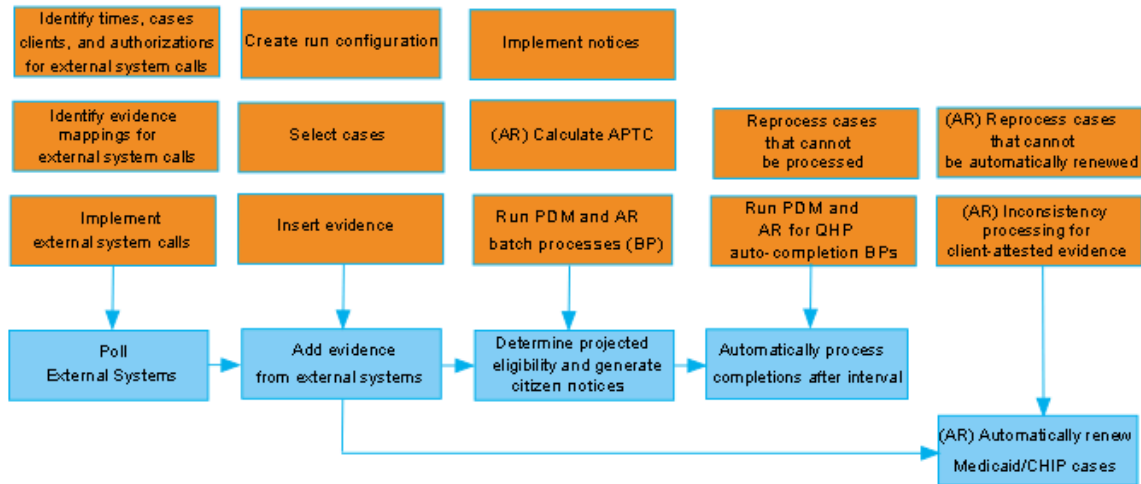 Identify times, cases
clients, and authorizations
for external system calls
Create run configuration
Implement notices
Identify evidence
mappings for
external system calls
Select cases
(AR) Calculate APTC
Reprocess cases
that cannot
be processed
(AR) Reprocess cases
that cannot
be automatically renewed
Implement
external system calls
Insert evidence
Run PDM and AR
batch processes (BP)
Run PDM and
AR for QHP
auto-completion BPs
(AR) Inconsistency
processing for
client-attested evidence
Poll
External Systems
Add evidence
from external systems
Determine projected
eligibility and generate
citizen notices
Automatically process
completions after interval
(AR) Automatically renew
Medicaid/CHIP cases